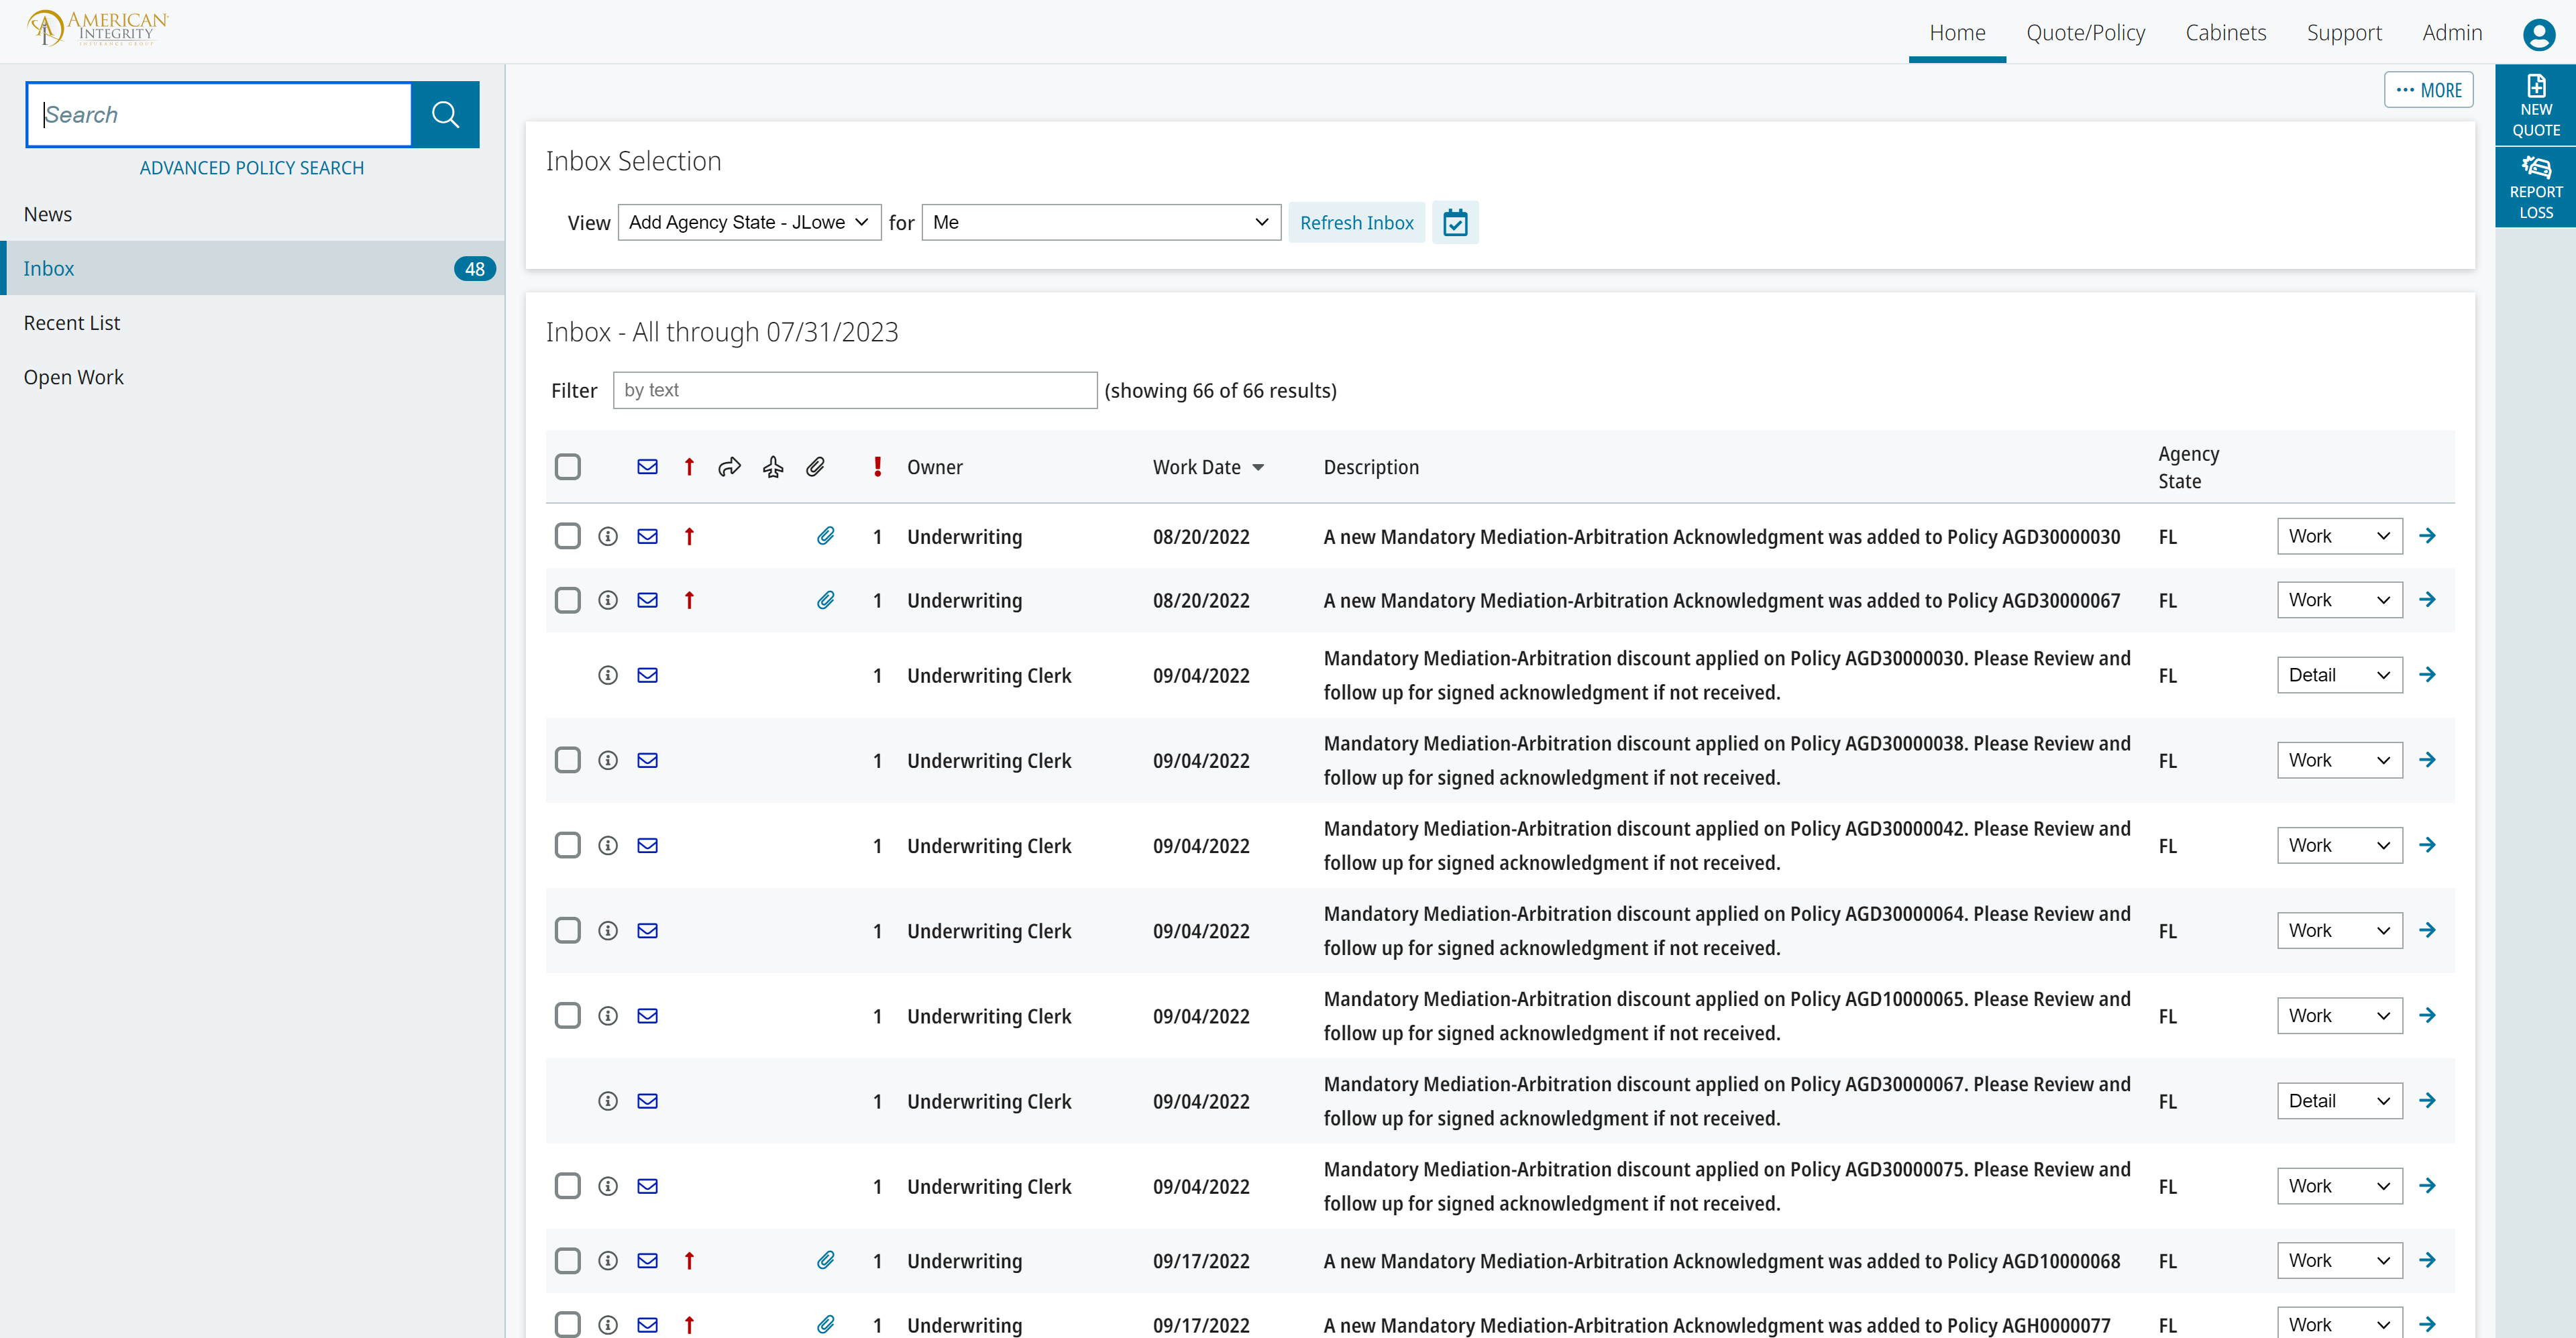 AMERICAN
INTEGRITY
INSURANCE GROUP
Home
Quote/Policy
Cabinets
Support
Admin
Search
ADVANCED POLICY SEARCH
News
Inbox 48
Recent List
Open Work
··· MORE
NEW
QUOTE
REPORT
LOSS
Inbox Selection
View Add Agency State - JLowe for Me Refresh Inbox
Inbox - All through 07/31/2023
Filter by text (showing 66 of 66 results)
Owner Work Date Description Agency
State
1 Underwriting 08/20/2022 A new Mandatory Mediation-Arbitration Acknowledgment was added to Policy AGD30000030 FL Work
1 Underwriting 08/20/2022 A new Mandatory Mediation-Arbitration Acknowledgment was added to Policy AGD30000067 FL Work
1 Underwriting Clerk 09/04/2022 Mandatory Mediation-Arbitration discount applied on Policy AGD30000030. Please Review and
follow up for signed acknowledgment if not received. FL Detail
1 Underwriting Clerk 09/04/2022 Mandatory Mediation-Arbitration discount applied on Policy AGD30000038. Please Review and
follow up for signed acknowledgment if not received. FL Work
1 Underwriting Clerk 09/04/2022 Mandatory Mediation-Arbitration discount applied on Policy AGD30000042. Please Review and
follow up for signed acknowledgment if not received. FL Work
1 Underwriting Clerk 09/04/2022 Mandatory Mediation-Arbitration discount applied on Policy AGD30000064. Please Review and
follow up for signed acknowledgment if not received. FL Work
1 Underwriting Clerk 09/04/2022 Mandatory Mediation-Arbitration discount applied on Policy AGD10000065. Please Review and
follow up for signed acknowledgment if not received. FL Work
1 Underwriting Clerk 09/04/2022 Mandatory Mediation-Arbitration discount applied on Policy AGD30000067. Please Review and
follow up for signed acknowledgment if not received. FL Detail
1 Underwriting Clerk 09/04/2022 Mandatory Mediation-Arbitration discount applied on Policy AGD30000075. Please Review and
follow up for signed acknowledgment if not received. FL Work
1 Underwriting 09/17/2022 A new Mandatory Mediation-Arbitration Acknowledgment was added to Policy AGD10000068 FL Work
1 Underwriting 09/17/2022 A new Mandatory Mediation-Arbitration Acknowledgment was added to Policy AGH0000077 FL Work